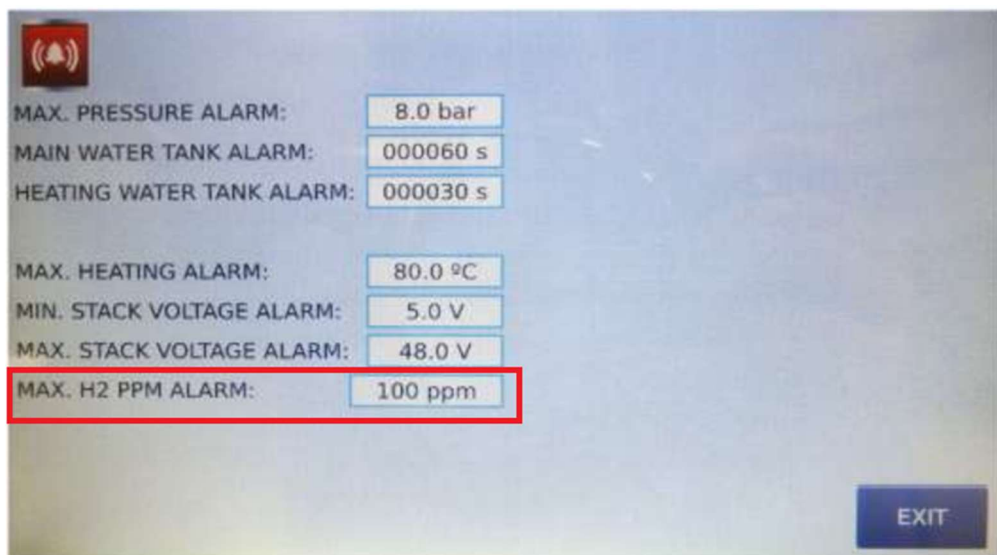 MAX. PRESSURE ALARM: 8.0 bar
MAIN WATER TANK ALARM: 000060 s
HEATING WATER TANK ALARM: 000030 s
MAX. HEATING ALARM: 80.0 ºC
MIN. STACK VOLTAGE ALARM: 5.0 V
MAX. STACK VOLTAGE ALARM: 48.0 V
MAX. H2 PPM ALARM: 100 ppm
EXIT